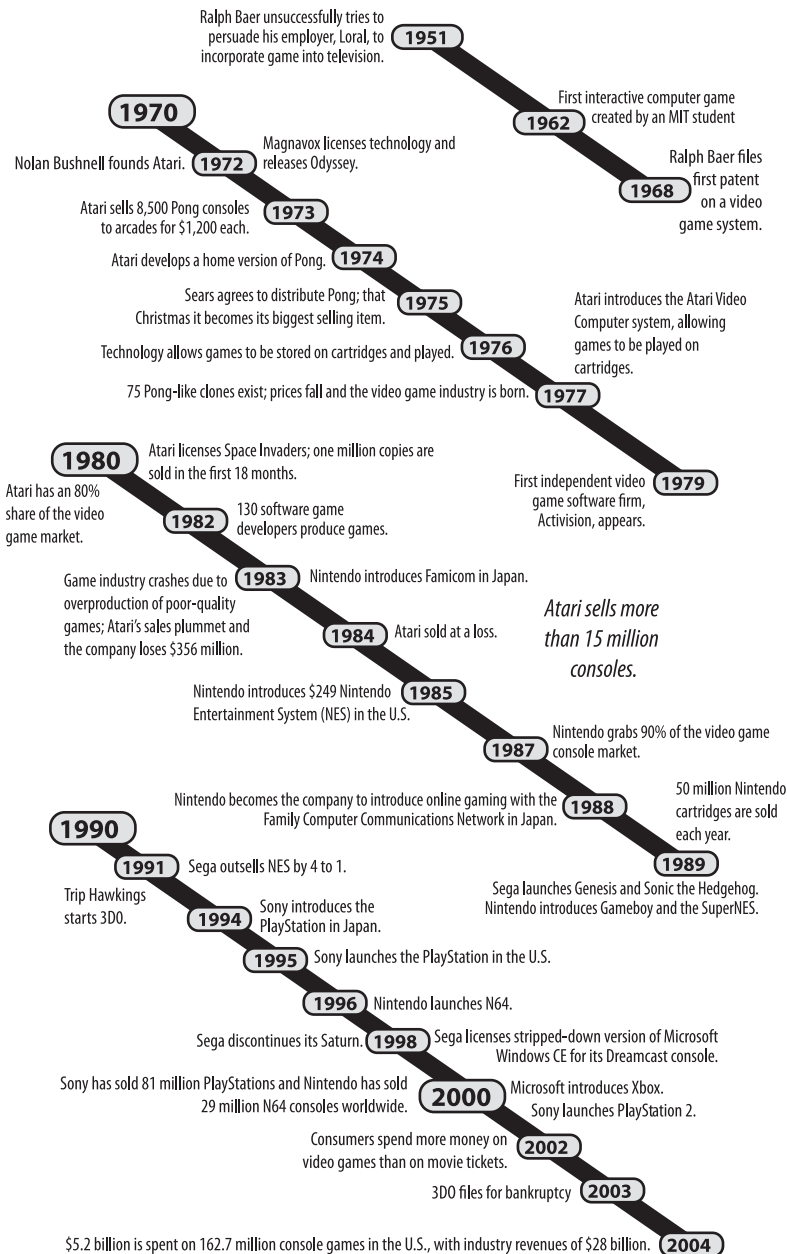 Ralph Baer unsuccessfully tries to
persuade his employer, Loral, to
incorporate game into television.
1951
First interactive computer game
created by an MIT student
1962
Ralph Baer files
first patent
on a video
game system.
1968
1970
Nolan Bushnell founds Atari.
1972
Magnavox licenses technology and
releases Odyssey.
Atari sells 8,500 Pong consoles
to arcades for $1,200 each.
1973
Atari develops a home version of Pong.
1974
Sears agrees to distribute Pong; that
Christmas it becomes its biggest selling item.
1975
Technology allows games to be stored on cartridges and played.
1976
Atari introduces the Atari Video
Computer system, allowing
games to be played on
cartridges.
75 Pong-like clones exist; prices fall and the video game industry is born.
1977
First independent video
game software firm,
Activision, appears.
1979
1980
Atari licenses Space Invaders; one million copies are
sold in the first 18 months.
Atari has an 80%
share of the video
game market.
1982
130 software game
developers produce games.
Game industry crashes due to
overproduction of poor-quality
games; Atari's sales plummet and
the company loses $356 million.
1983
Nintendo introduces Famicom in Japan.
1984
Atari sold at a loss.
Atari sells more
than 15 million
consoles.
Nintendo introduces $249 Nintendo
Entertainment System (NES) in the U.S.
1985
1987
Nintendo grabs 90% of the video game
console market.
Nintendo becomes the company to introduce online gaming with the
Family Computer Communications Network in Japan.
1988
50 million Nintendo
cartridges are sold
each year.
1989
Sega launches Genesis and Sonic the Hedgehog.
Nintendo introduces Gameboy and the SuperNES.
1990
1991
Sega outsells NES by 4 to 1.
Trip Hawkings
starts 3D0.
1994
Sony introduces the
PlayStation in Japan.
1995
Sony launches the PlayStation in the U.S.
1996
Nintendo launches N64.
Sega discontinues its Saturn.
1998
Sega licenses stripped-down version of Microsoft
Windows CE for its Dreamcast console.
Sony has sold 81 million PlayStations and Nintendo has sold
29 million N64 consoles worldwide.
2000
Microsoft introduces Xbox.
Sony launches PlayStation 2.
Consumers spend more money on
video games than on movie tickets.
2002
3DO files for bankruptcy
2003
$5.2 billion is spent on 162.7 million console games in the U.S., with industry revenues of $28 billion.
2004